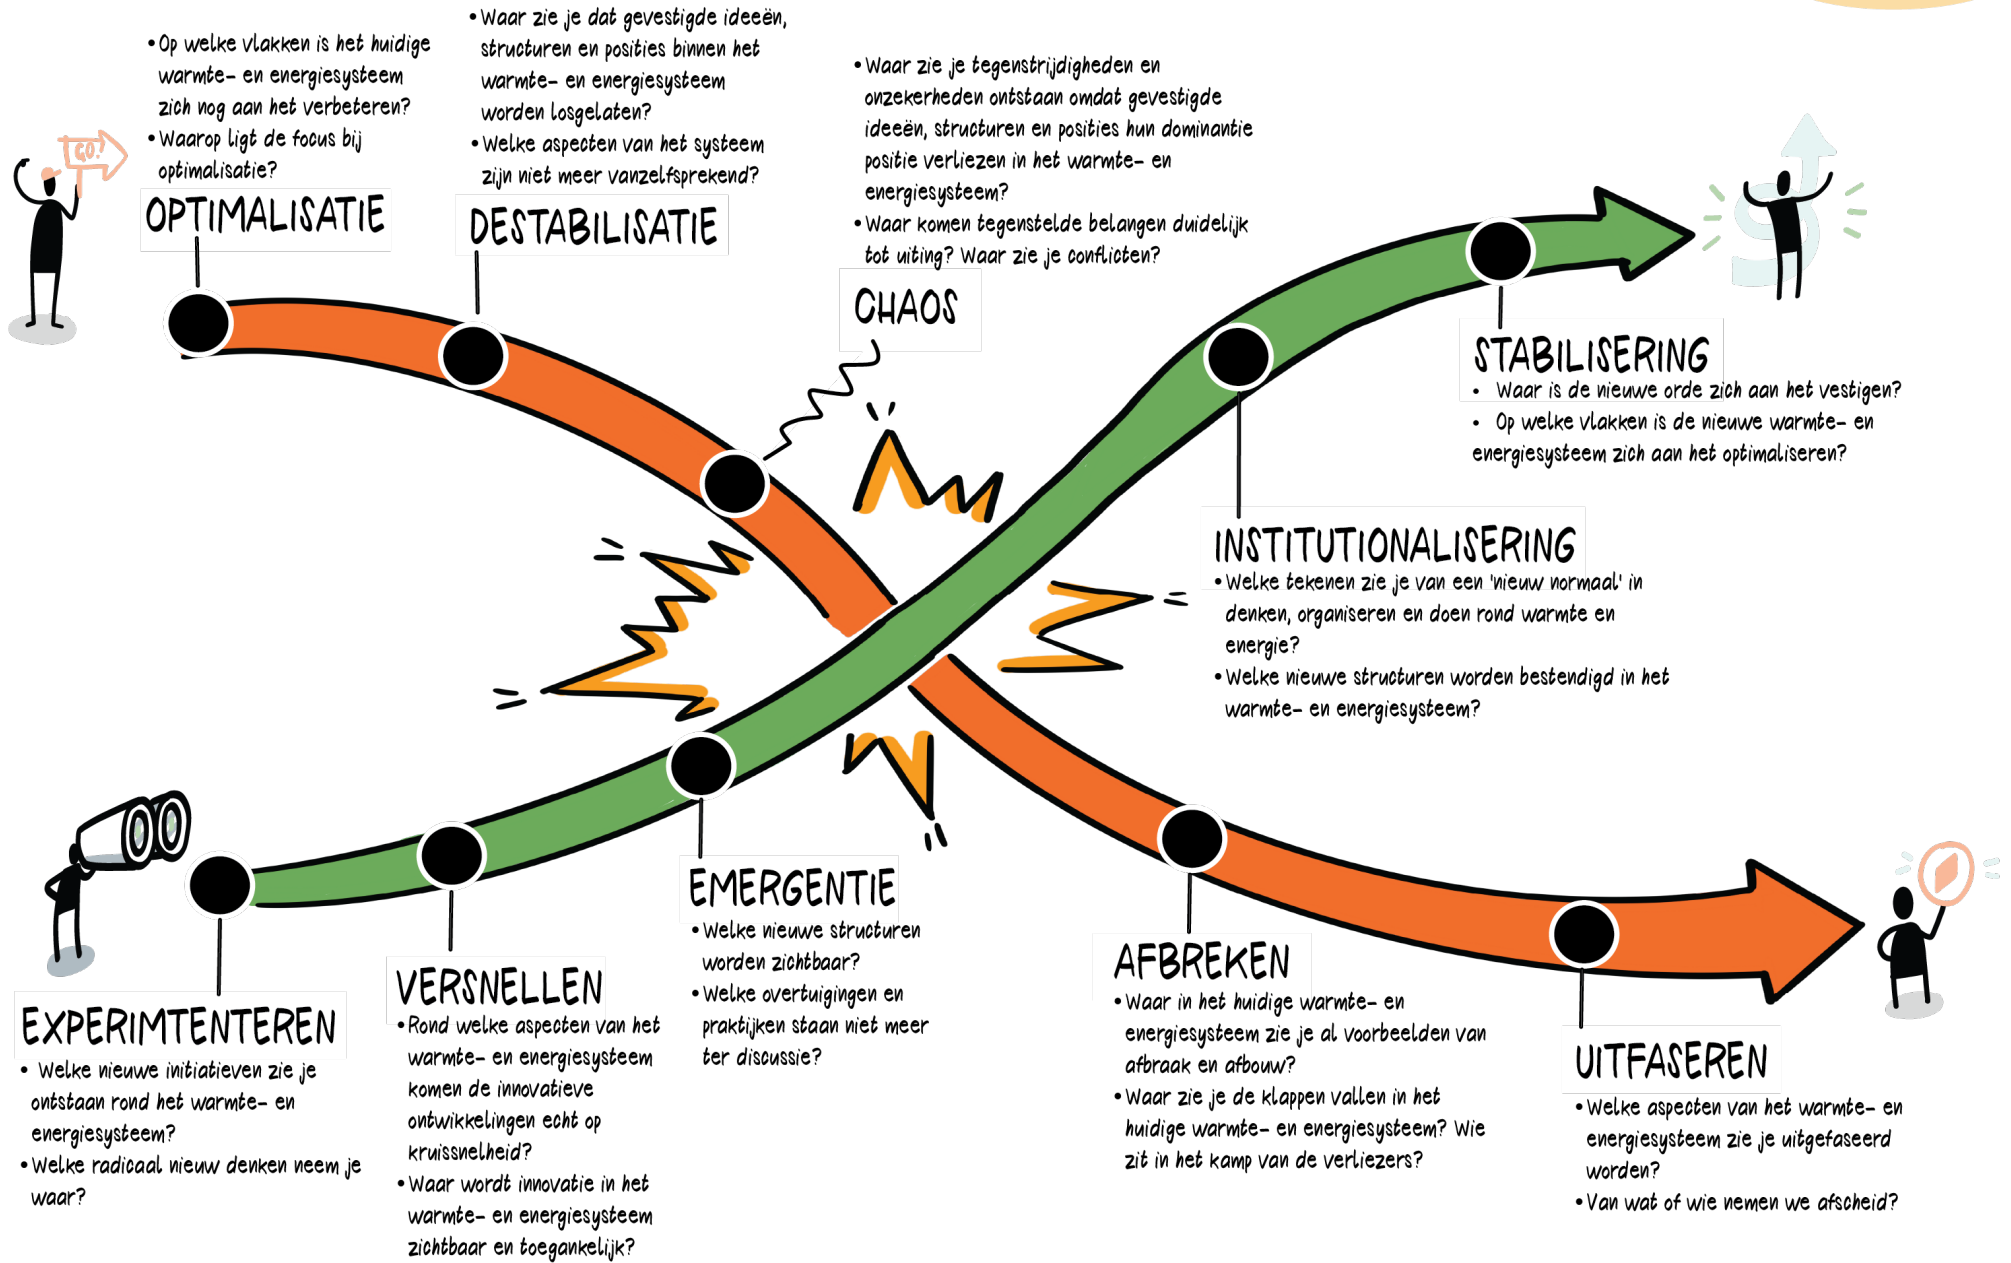 • Op welke vlakken is het huidige
warmte- en energiesysteem
zich nog aan het verbeteren?
• Waarop ligt de focus bij
optimalisatie?
OPTIMALISATIE
GO!
• Waar zie je dat gevestigde ideeën,
structuren en posities binnen het
warmte- en energiesysteem
worden losgelaten?
• Welke aspecten van het systeem
zijn niet meer vanzelfsprekend?
DESTABILISATIE
• Waar zie je tegenstrijdigheden en
onzekerheden ontstaan omdat gevestigde
ideeën, structuren en posities hun dominantie
positie verliezen in het warmte- en
energiesysteem?
• Waar komen tegenstelde belangen duidelijk
tot uiting? Waar zie je conflicten?
CHAOS
STABILISERING
• Waar is de nieuwe orde zich aan het vestigen?
• Op welke vlakken is de nieuwe warmte- en
energiesysteem zich aan het optimaliseren?
INSTITUTIONALISERING
• Welke tekenen zie je van een 'nieuw normaal' in
denken, organiseren en doen rond warmte en
energie?
• Welke nieuwe structuren worden bestendigd in het
warmte- en energiesysteem?
EXPERIMTENTEREN
• Welke nieuwe initiatieven zie je
ontstaan rond het warmte- en
energiesysteem?
• Welke radicaal nieuw denken neem je
waar?
VERSNELLEN
• Rond welke aspecten van het
warmte- en energiesysteem
komen de innovatieve
ontwikkelingen echt op
kruissnelheid?
• Waar wordt innovatie in het
warmte- en energiesysteem
zichtbaar en toegankelijk?
EMERGENTIE
• Welke nieuwe structuren
worden zichtbaar?
• Welke overtuigingen en
praktijken staan niet meer
ter discussie?
AFBREKEN
• Waar in het huidige warmte- en
energiesysteem zie je al voorbeelden van
afbraak en afbouw?
• Waar zie je de klappen vallen in het
huidige warmte- en energiesysteem? Wie
zit in het kamp van de verliezers?
UITFASEREN
• Welke aspecten van het warmte- en
energiesysteem zie je uitgefaseerd
worden?
• Van wat of wie nemen we afscheid?